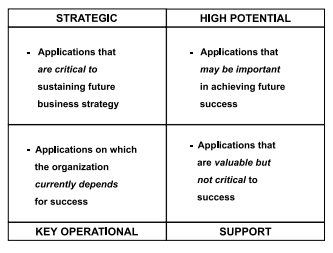 STRATEGIC
HIGH POTENTIAL
- Applications that
are critical to
sustaining future
business strategy
- Applications that
may be important
in achieving future
success
- Applications on which
the organization
currently depends
for success
- Applications that
are valuable but
not critical to
success
KEY OPERATIONAL
SUPPORT